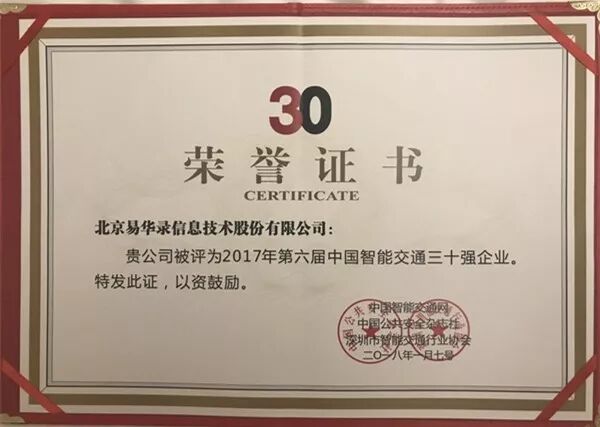 30
荣誉证书
CERTIFICATE
北京易华录信息技术股份有限公司：
贵公司被评为2017年第六届中国智能交通三十强企业。
特发此证，以资鼓励。
中国智能交通网
中国公共安全杂志社
深圳市智能交通行业协会
二〇一八年一月七号